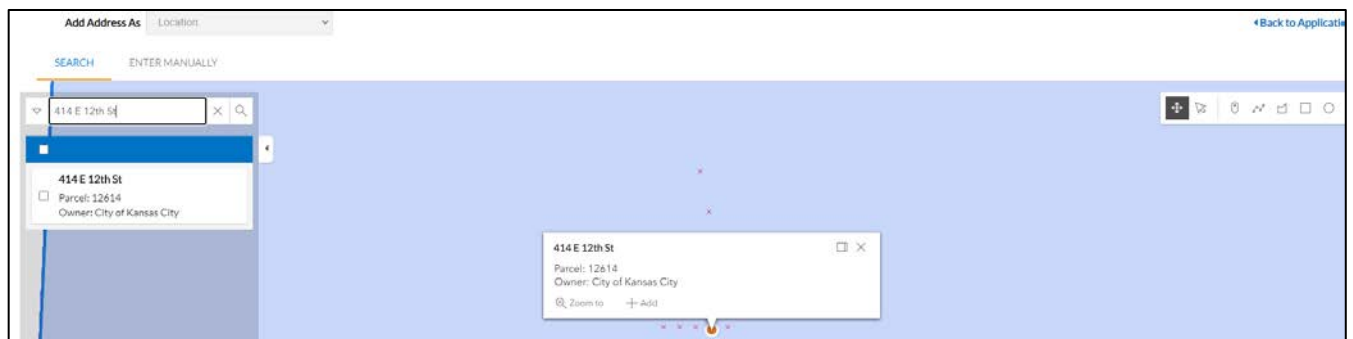 Add Address As Location
Back to Applicati
SEARCH ENTER MANUALLY
414 E 12th St
414 E 12th St
Parcel: 12614
Owner: City of Kansas City
414 E 12th St
Parcel: 12614
Owner: City of Kansas City
Zoom to Add